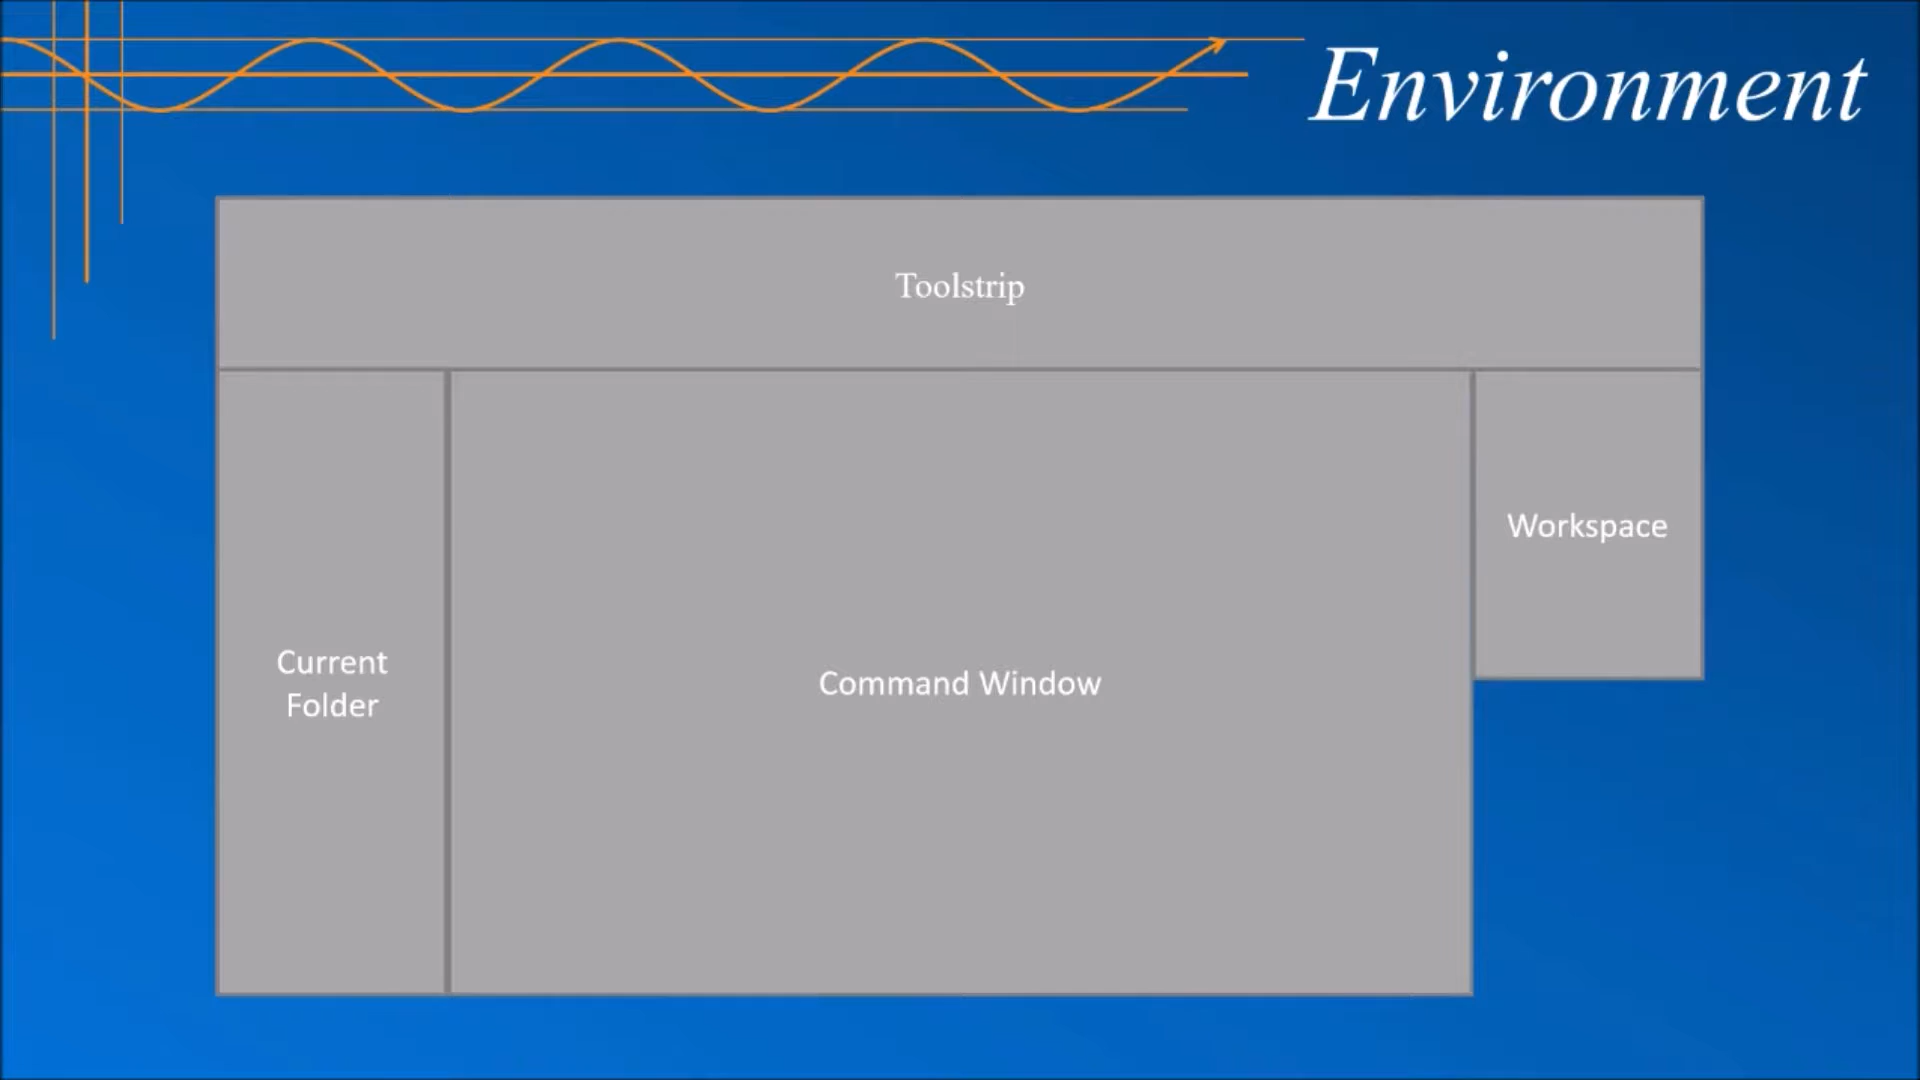 Environment
Toolstrip
Current
Folder
Command Window
Workspace